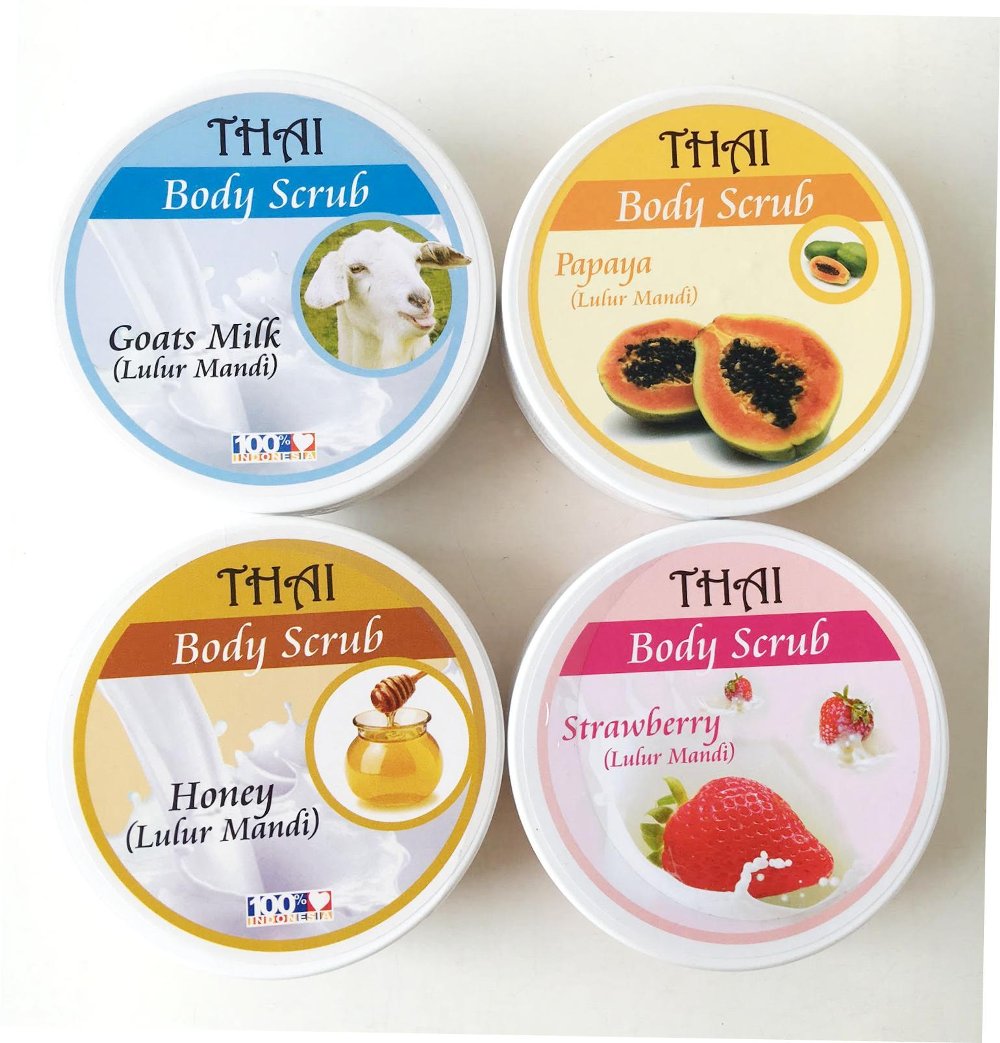 THAI
Body Scrub
Goats Milk
(Lulur Mandi)
100%
INDONESIA
THAI
Body Scrub
Papaya
(Lulur Mandi)
THAI
Body Scrub
Honey
(Lulur Mandi)
100%
INDONESIA
THAI
Body Scrub
Strawberry
(Lulur Mandi)